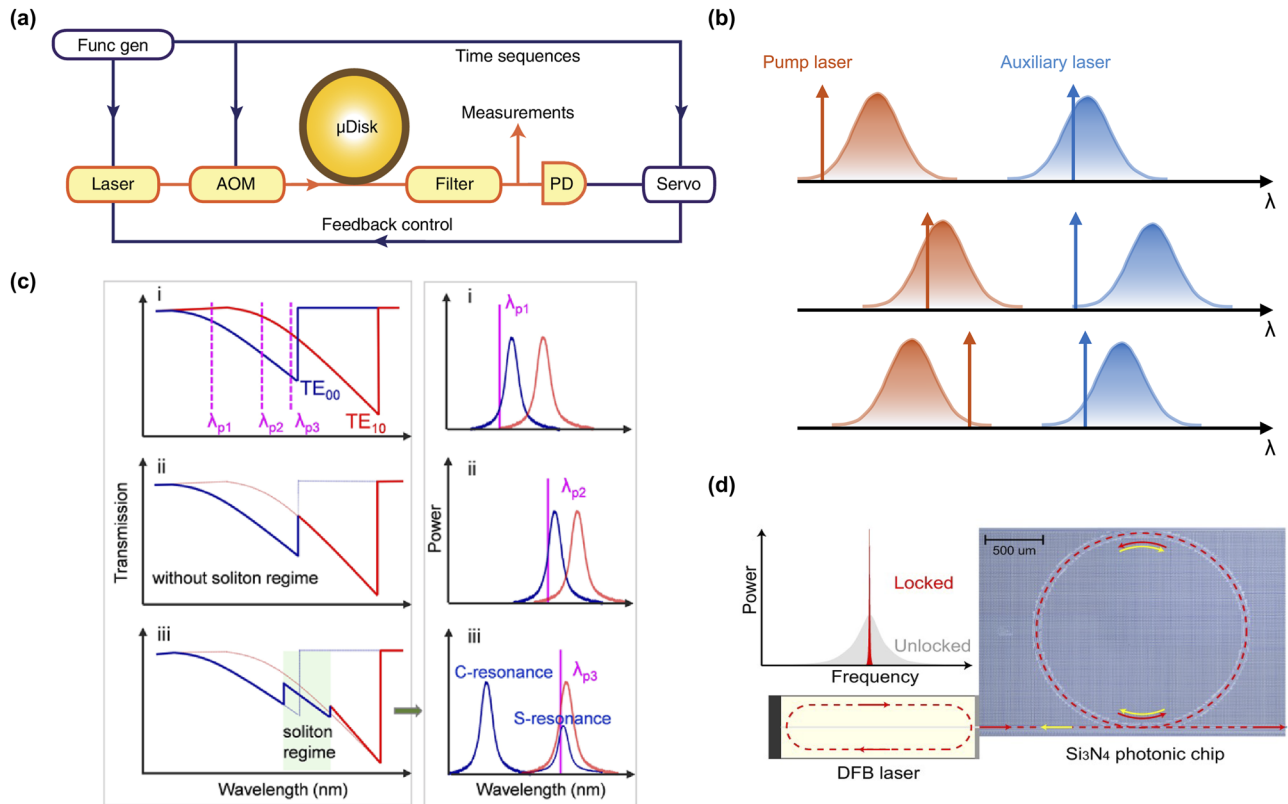 (a)
Func gen
Time sequences
μDisk
Measurements
Laser
AOM
Filter
PD
Servo
Feedback control
(b)
Pump laser
Auxiliary laser
λ
λ
λ
(c)
Transmission
i
TE00
TE10
λp1
λp2
λp3
ii
without soliton regime
iii
soliton
regime
Wavelength (nm)
Power
i
λp1
ii
λp2
iii
C-resonance
λp3
S-resonance
Wavelength (nm)
(d)
Power
Locked
Unlocked
Frequency
DFB laser
500 um
Si3N4 photonic chip